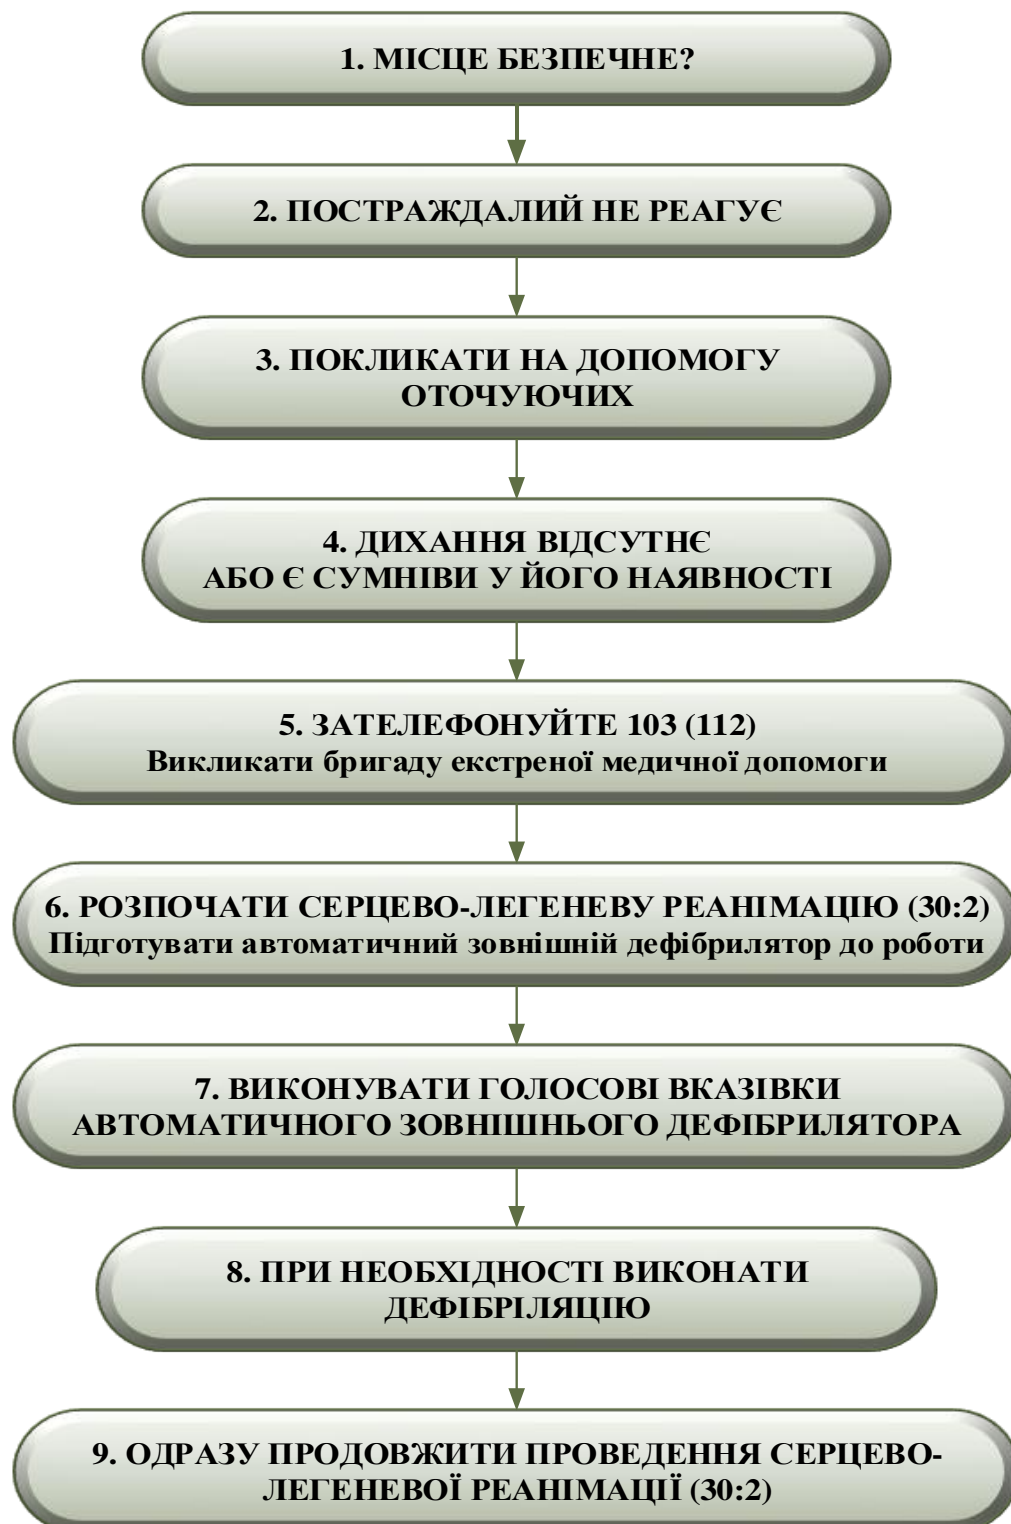 1. МІСЦЕ БЕЗПЕЧНЕ?
2. ПОСТРАЖДАЛИЙ НЕ РЕАГУЄ
3. ПОКЛИКАТИ НА ДОПОМОГУ
ОТОЧУЮЧИХ
4. ДИХАННЯ ВІДСУТНЄ
АБО Є СУМНІВИ У ЙОГО НАЯВНОСТІ
5. ЗАТЕЛЕФОНУЙТЕ 103 (112)
Викликати бригаду екстреної медичної допомоги
6. РОЗПОЧАТИ СЕРЦЕВО-ЛЕГЕНЕВУ РЕАНІМАЦІЮ (30:2)
Підготувати автоматичний зовнішній дефібрилятор до роботи
7. ВИКОНУВАТИ ГОЛОСОВІ ВКАЗІВКИ
АВТОМАТИЧНОГО ЗОВНІШНЬОГО ДЕФІБРИЛЯТОРА
8. ПРИ НЕОБХІДНОСТІ ВИКОНАТИ
ДЕФІБРІЛЯЦІЮ
9. ОДРАЗУ ПРОДОВЖИТИ ПРОВЕДЕННЯ СЕРЦЕВО-
ЛЕГЕНЕВОЇ РЕАНІМАЦІЇ (30:2)